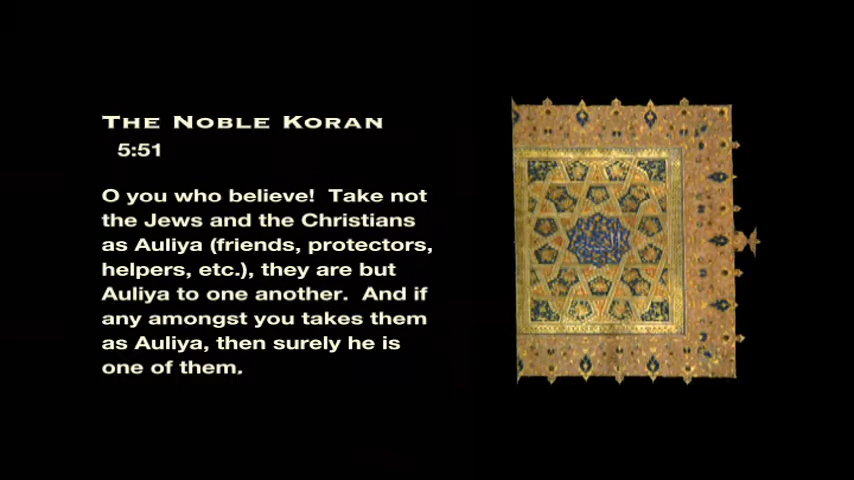 THE NOBLE KORAN
5:51
O you who believe! Take not
the Jews and the Christians
as Auliya (friends, protectors,
helpers, etc.), they are but
Auliya to one another. And if
any amongst you takes them
as Auliya, then surely he is
one of them.